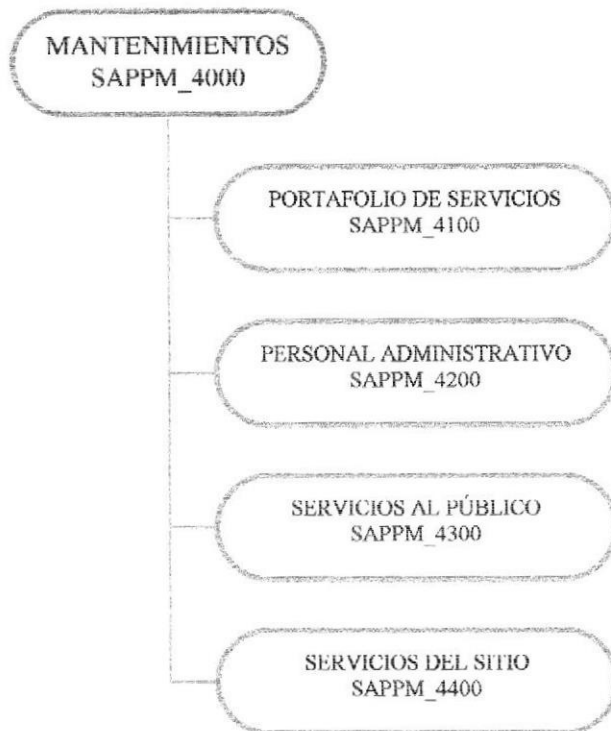 MANTENIMIENTOS
SAPPM_4000
PORTAFOLIO DE SERVICIOS
SAPPM_4100
PERSONAL ADMINISTRATIVO
SAPPM_4200
SERVICIOS AL PÚBLICO
SAPPM_4300
SERVICIOS DEL SITIO
SAPPM_4400